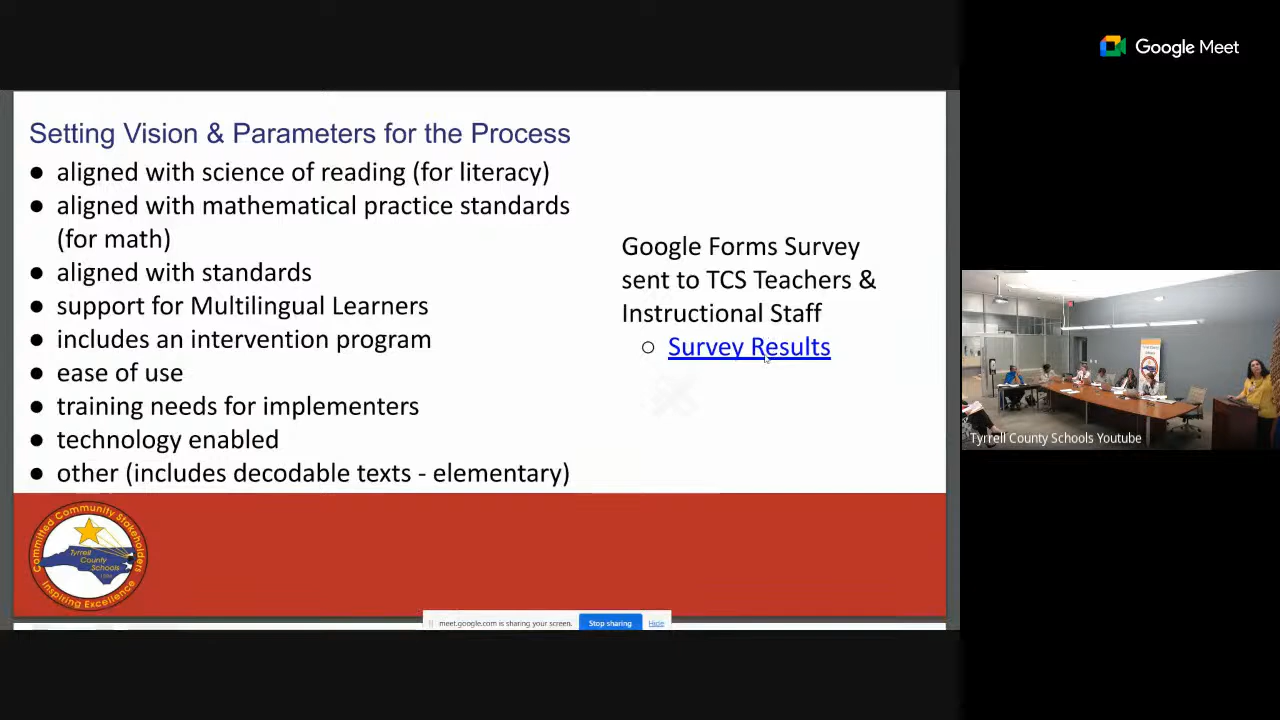 Google Meet
Setting Vision & Parameters for the Process
● aligned with science of reading (for literacy)
● aligned with mathematical practice standards
(for math)
● aligned with standards
● support for Multilingual Learners
● includes an intervention program
● ease of use
● training needs for implementers
● technology enabled
● other (includes decodable texts - elementary)
Google Forms Survey
sent to TCS Teachers &
Instructional Staff
○ Survey Results
Tyrrell County Schools Youtube
Committed Community Stakeholders
Tyrrell
County
Schools
Inspiring Excellence
meet.google.com is sharing your screen. Stop sharing Hide